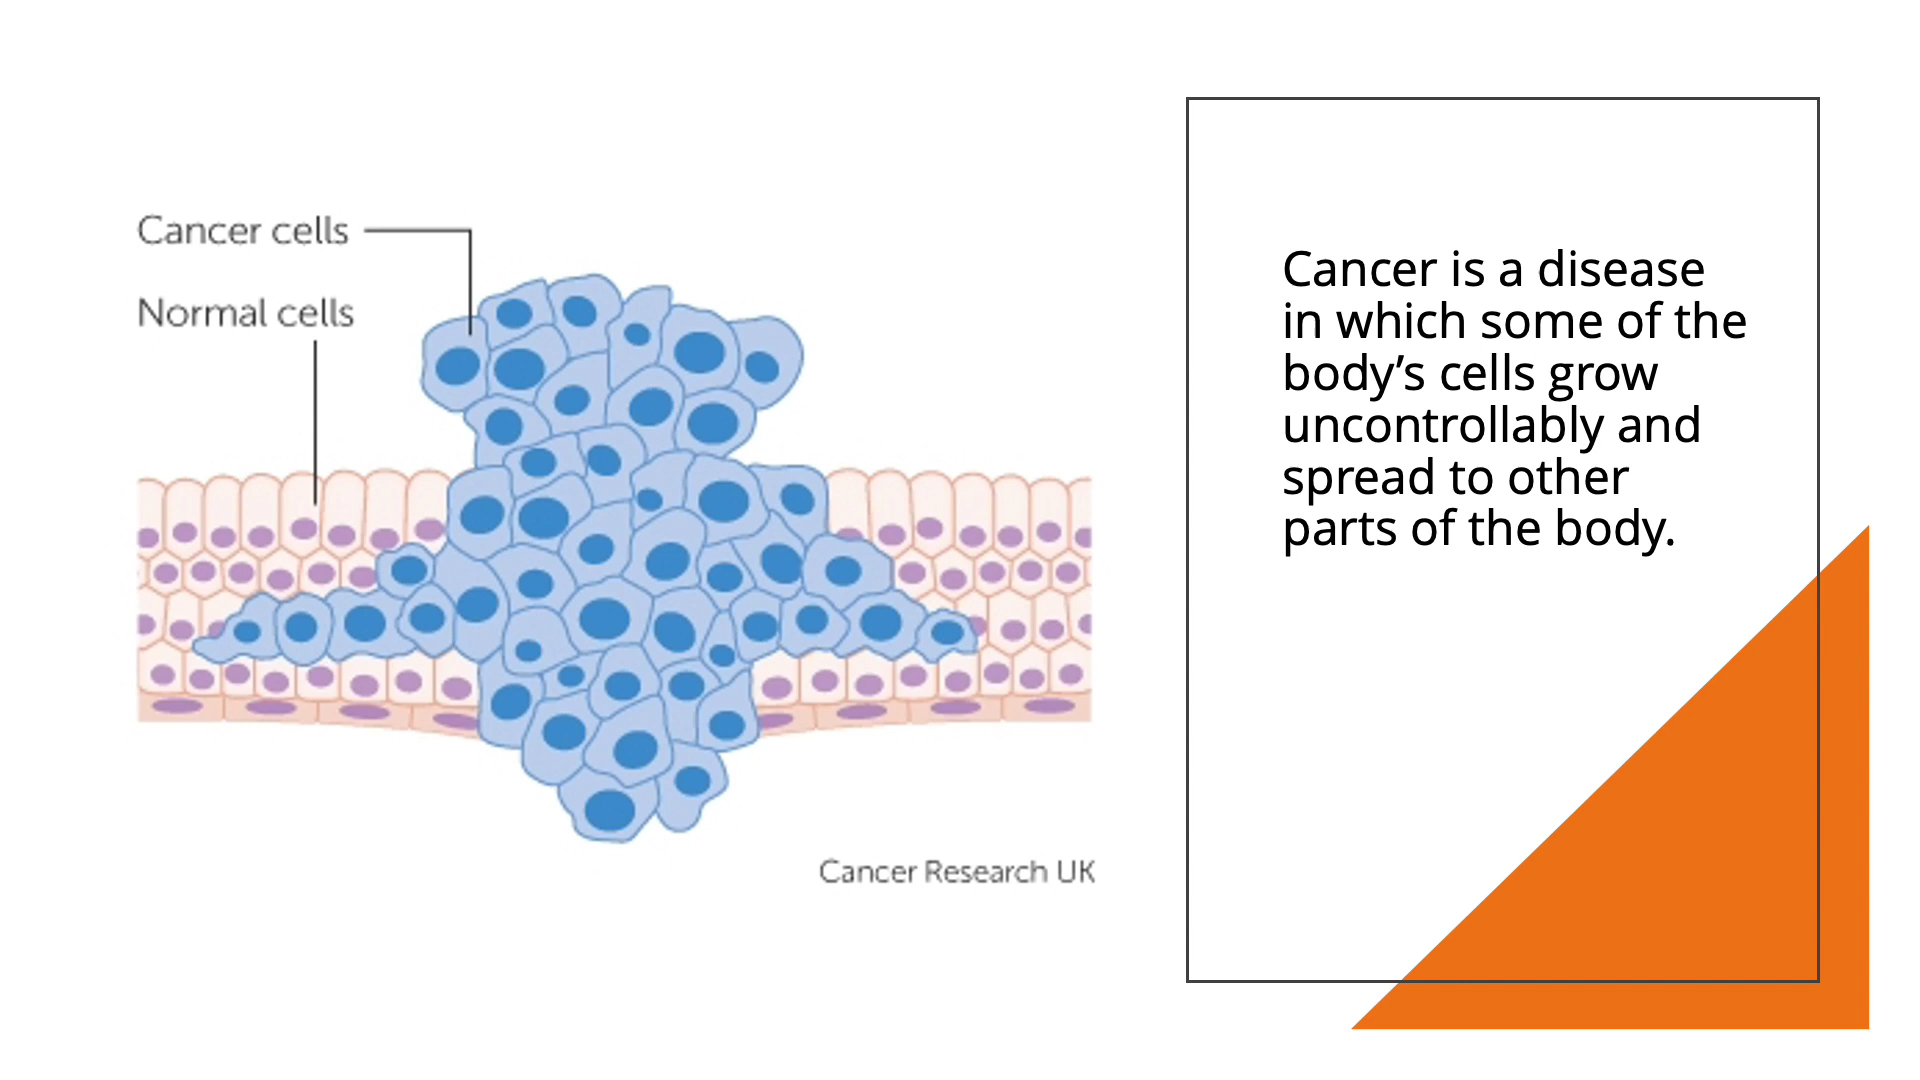 Cancer cells
Normal cells
Cancer Research UK
Cancer is a disease
in which some of the
body’s cells grow
uncontrollably and
spread to other
parts of the body.